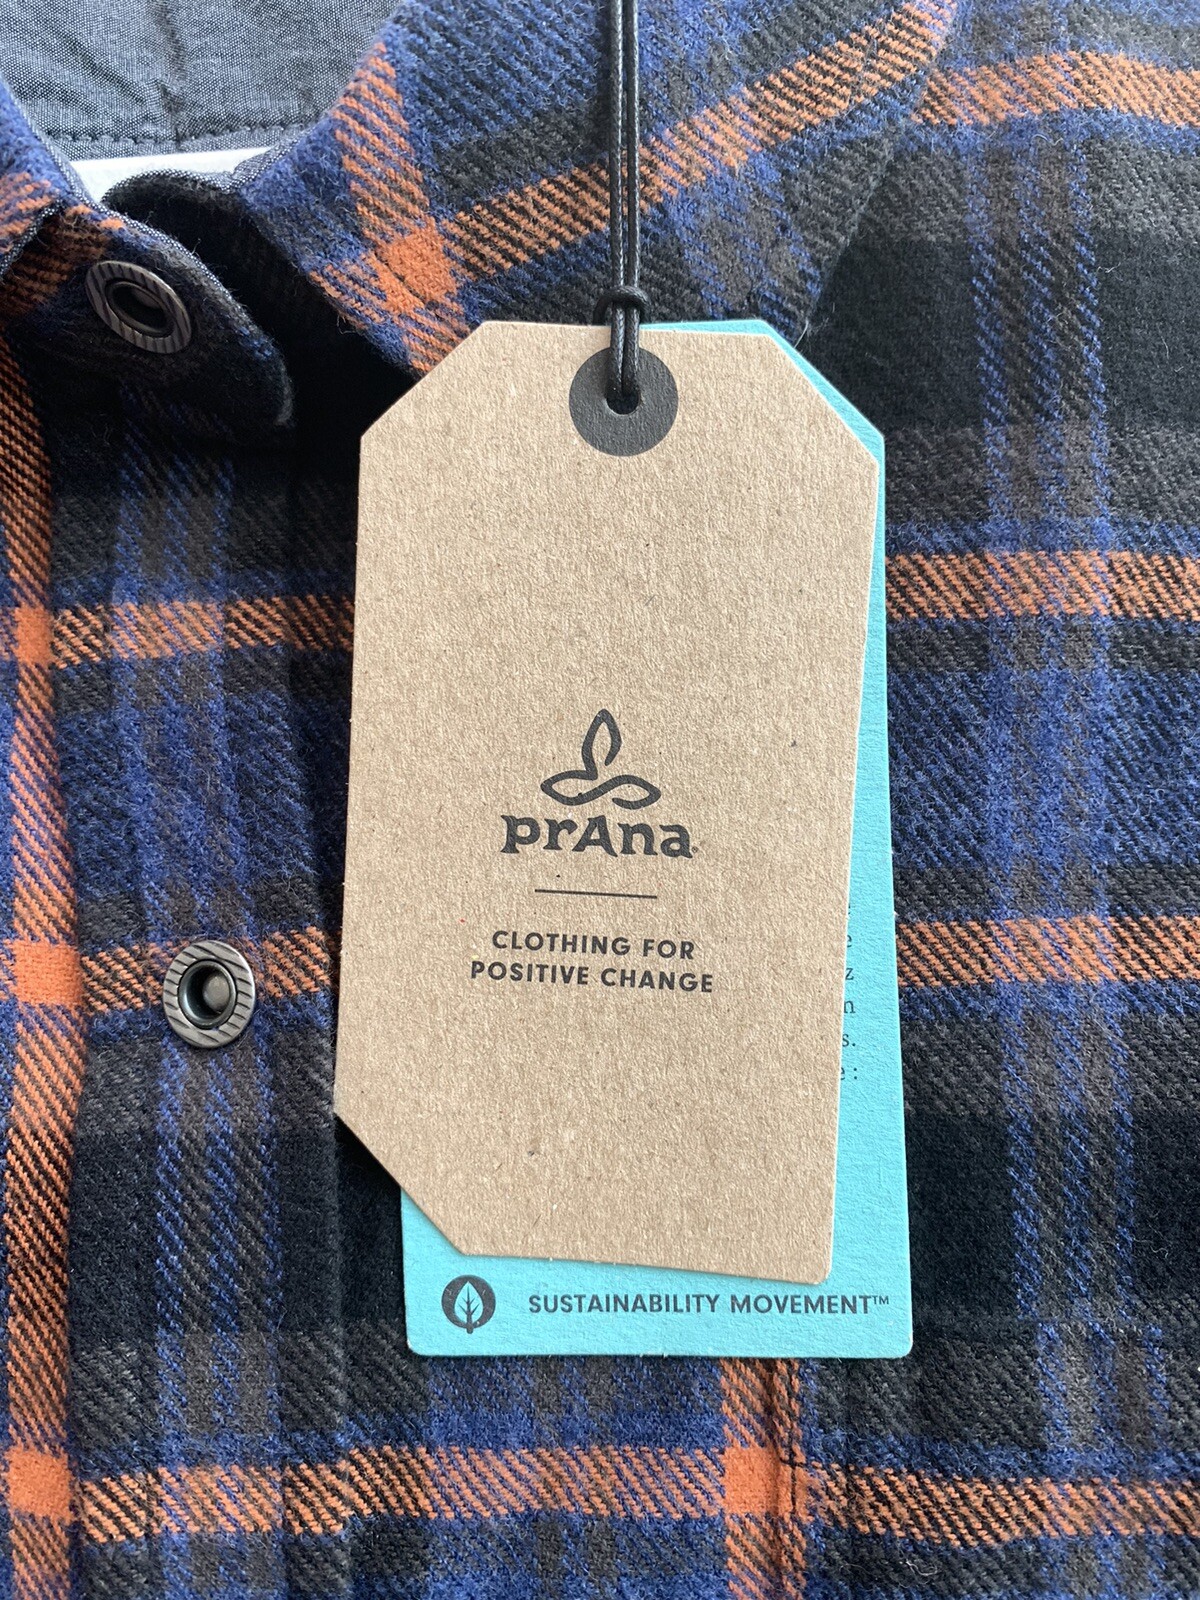 prAna
CLOTHING FOR
POSITIVE CHANGE
SUSTAINABILITY MOVEMENT™